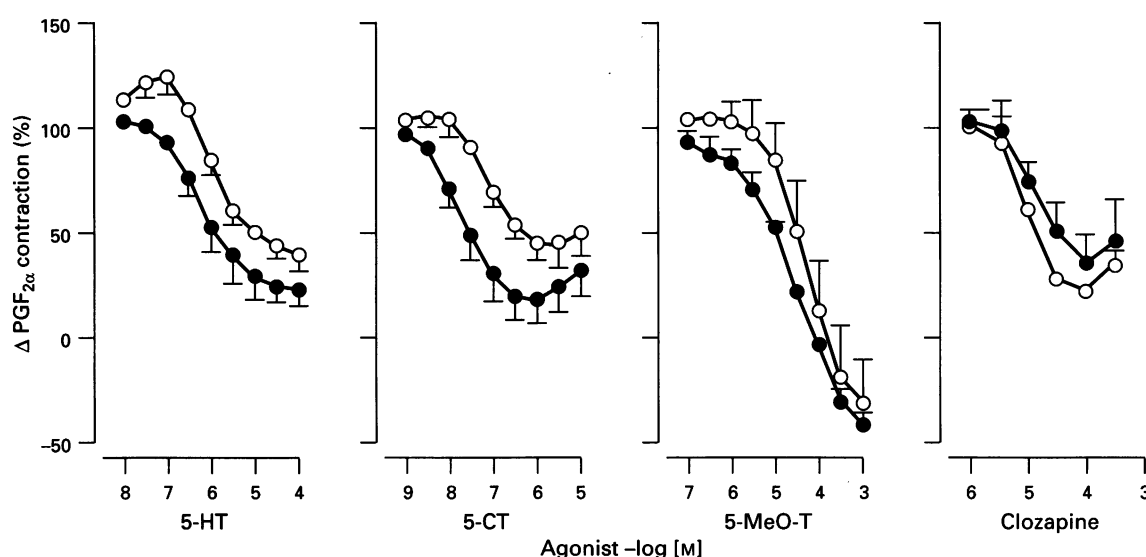 Δ PGF2α contraction (%)
150
100
50
0
–50
8 7 6 5 4
5-HT
9 8 7 6 5
5-CT
7 6 5 4 3
5-MeO-T
6 5 4 3
Clozapine
Agonist –log [M]